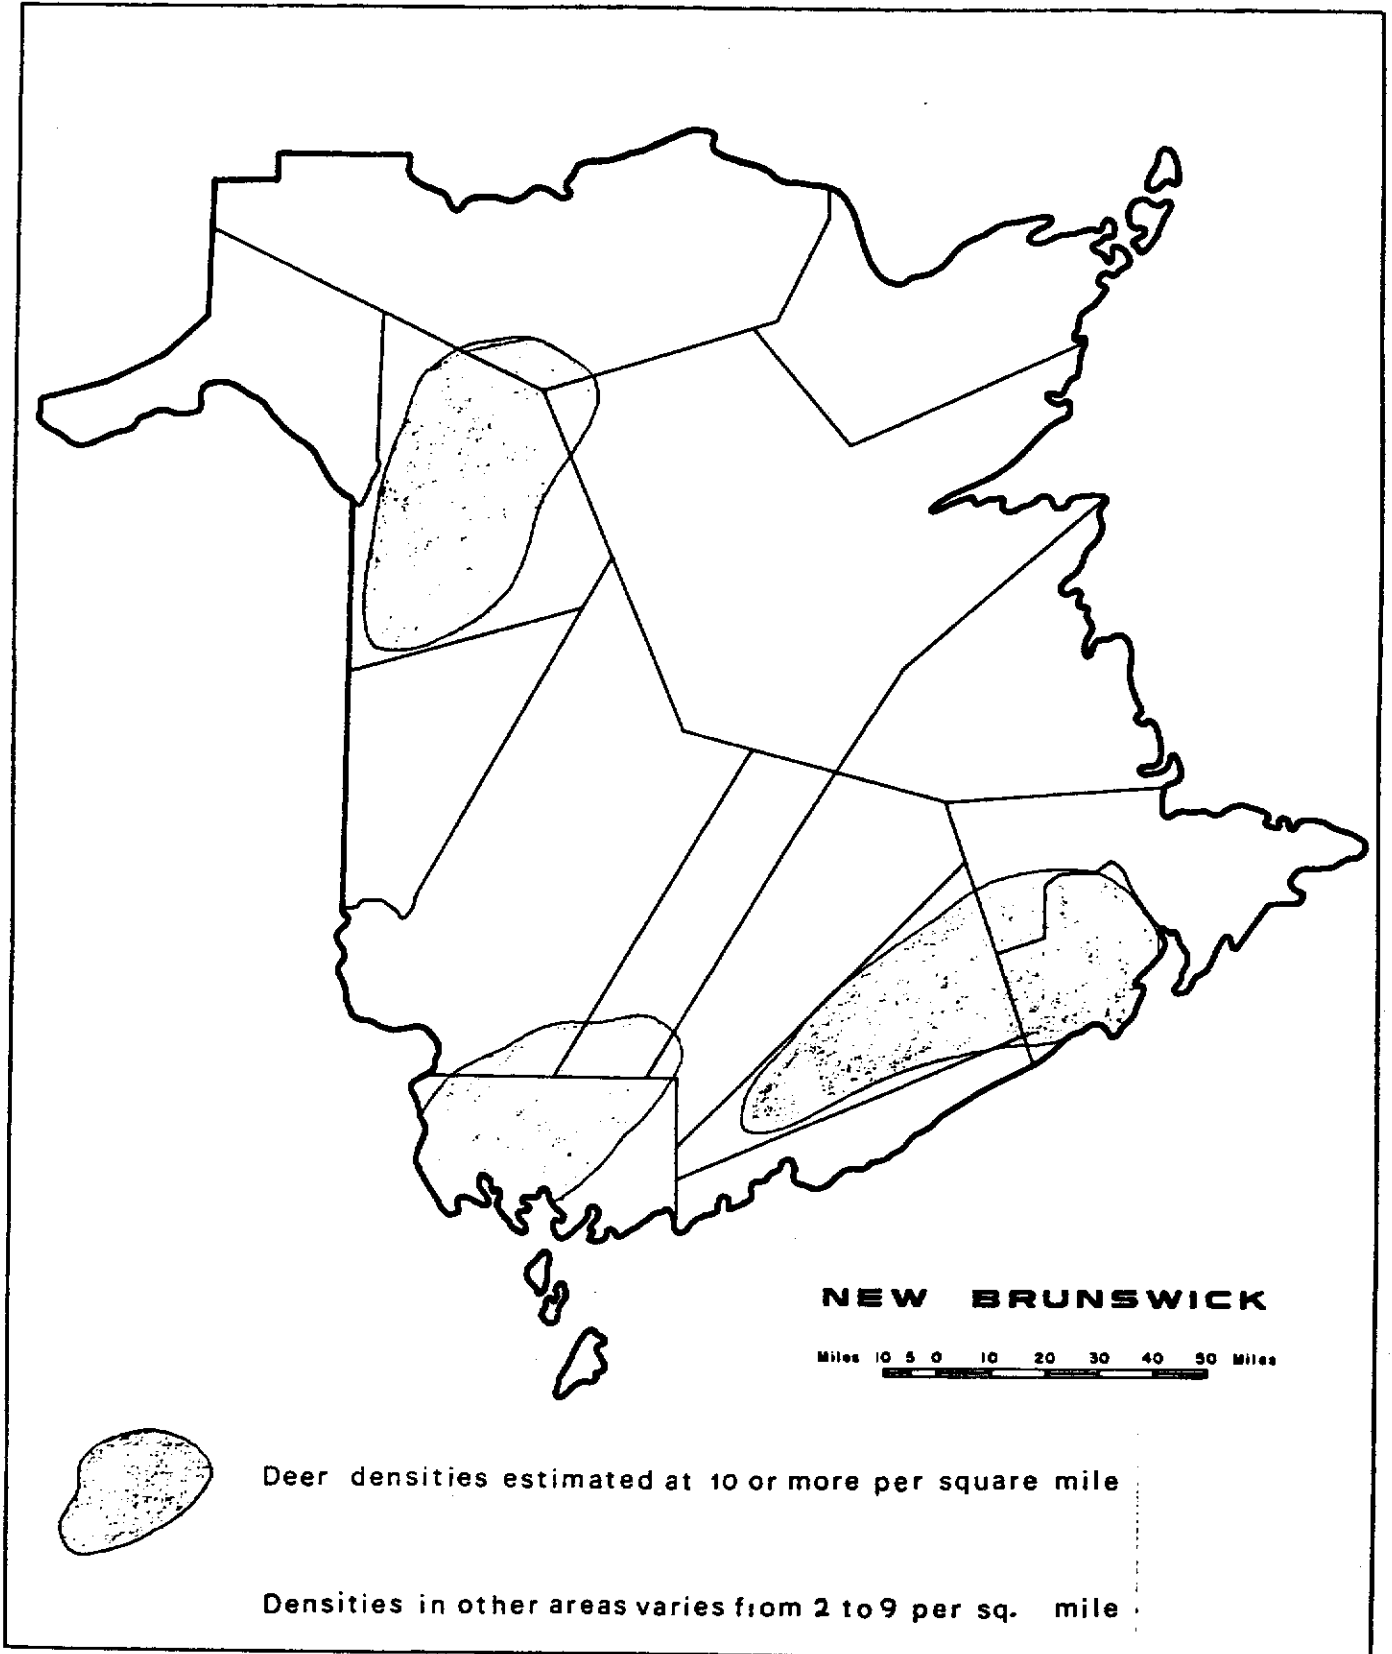 NEW BRUNSWICK
Miles 10 5 0 10 20 30 40 50 Miles
Deer densities estimated at 10 or more per square mile
Densities in other areas varies from 2 to 9 per sq. mile